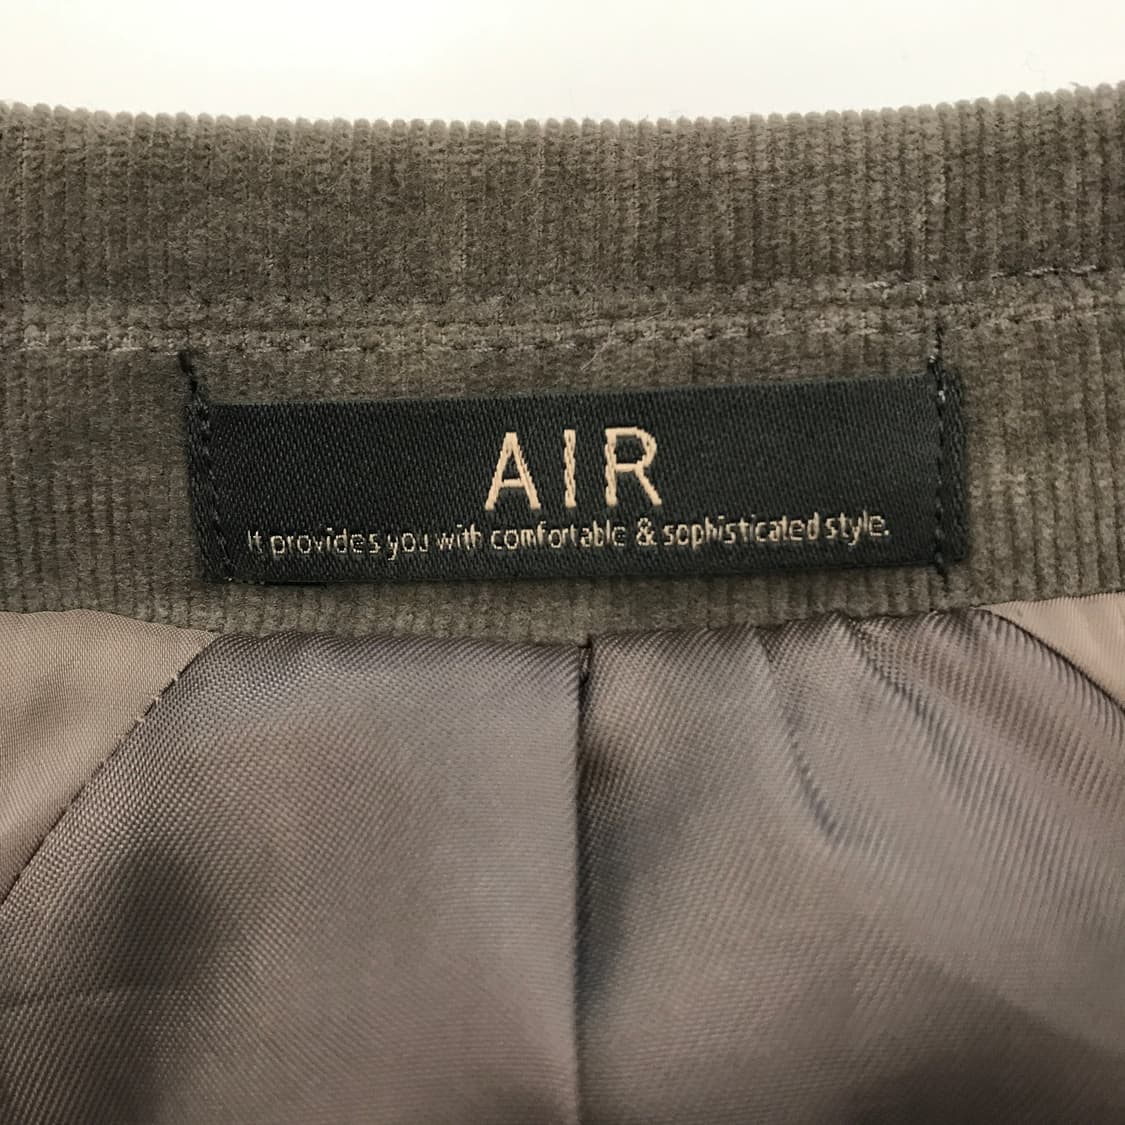 AIR
It provides you with comfortable & sophisticated style.